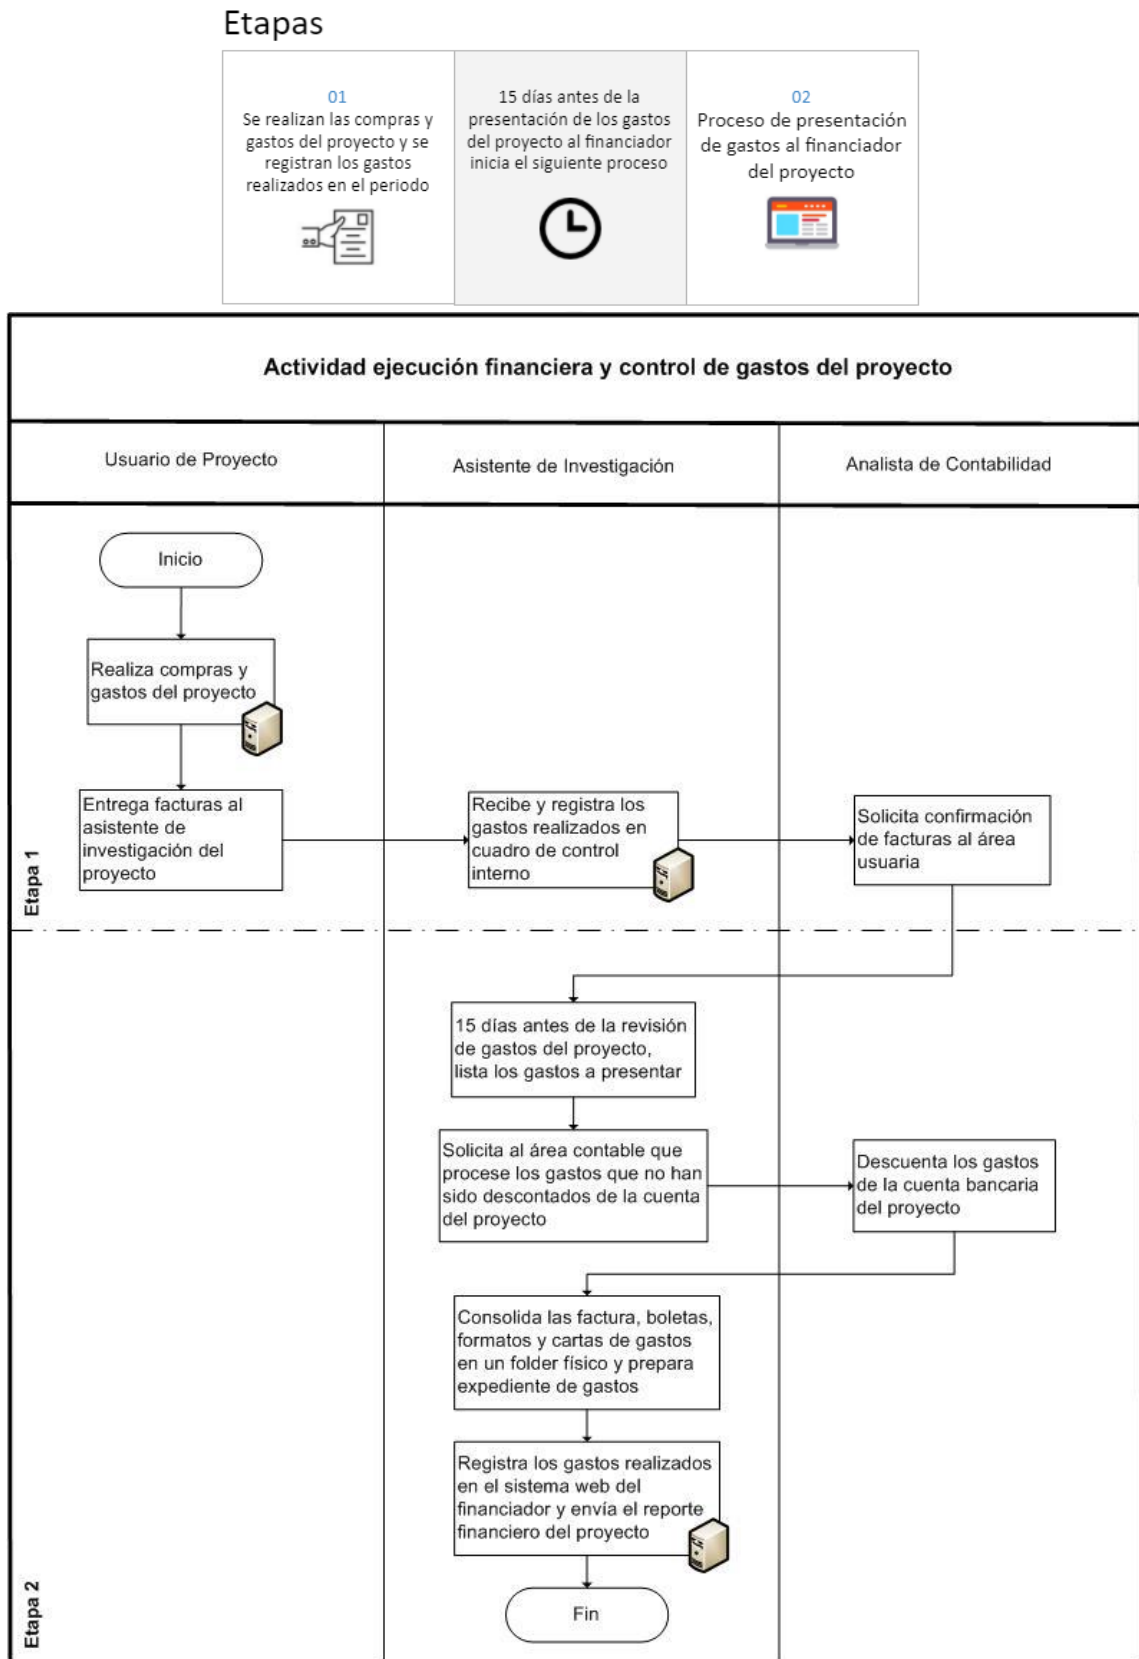 Etapas
01
Se realizan las compras y
gastos del proyecto y se
registran los gastos
realizados en el periodo
15 días antes de la
presentación de los gastos
del proyecto al financiador
inicia el siguiente proceso
02
Proceso de presentación
de gastos al financiador
del proyecto
Actividad ejecución financiera y control de gastos del proyecto
Usuario de Proyecto
Asistente de Investigación
Analista de Contabilidad
Etapa 1
Inicio
Realiza compras y
gastos del proyecto
Entrega facturas al
asistente de
investigación del
proyecto
Recibe y registra los
gastos realizados en
cuadro de control
interno
Solicita confirmación
de facturas al área
usuaria
Etapa 2
15 días antes de la revisión
de gastos del proyecto,
lista los gastos a presentar
Solicita al área contable que
procese los gastos que no han
sido descontados de la cuenta
del proyecto
Descuenta los gastos
de la cuenta bancaria
del proyecto
Consolida las factura, boletas,
formatos y cartas de gastos
en un folder físico y prepara
expediente de gastos
Registra los gastos realizados
en el sistema web del
financiador y envía el reporte
financiero del proyecto
Fin